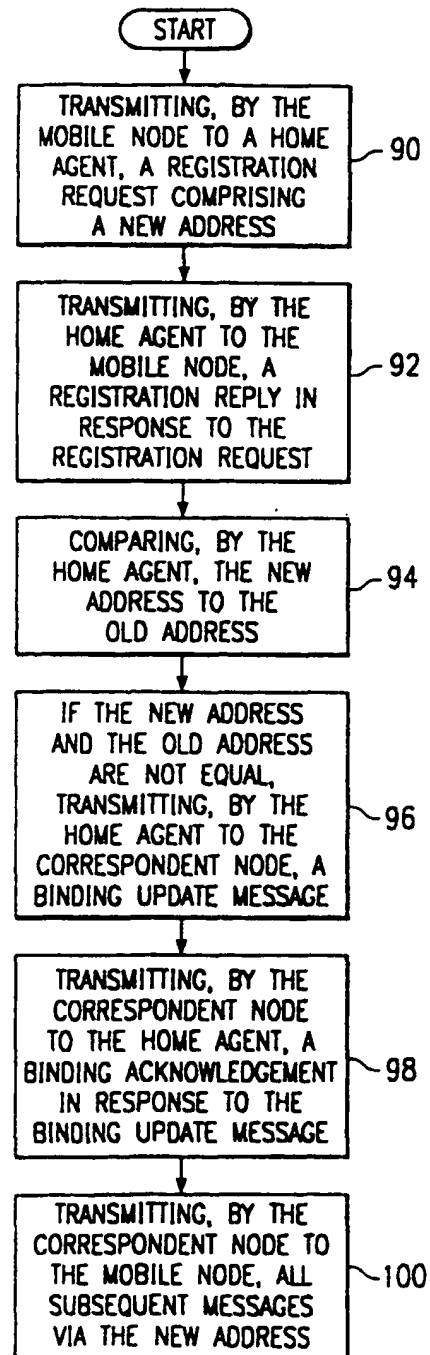 START
TRANSMITTING, BY THE
MOBILE NODE TO A HOME
AGENT, A REGISTRATION
REQUEST COMPRISING
A NEW ADDRESS
90
TRANSMITTING, BY THE
HOME AGENT TO THE
MOBILE NODE, A
REGISTRATION REPLY IN
RESPONSE TO THE
REGISTRATION REQUEST
92
COMPARING, BY THE
HOME AGENT, THE NEW
ADDRESS TO THE
OLD ADDRESS
94
IF THE NEW ADDRESS
AND THE OLD ADDRESS
ARE NOT EQUAL,
TRANSMITTING, BY THE
HOME AGENT TO THE
CORRESPONDENT NODE, A
BINDING UPDATE MESSAGE
96
TRANSMITTING, BY THE
CORRESPONDENT NODE
TO THE HOME AGENT, A
BINDING ACKNOWLEDGEMENT
IN RESPONSE TO THE
BINDING UPDATE MESSAGE
98
TRANSMITTING, BY THE
CORRESPONDENT NODE TO
THE MOBILE NODE, ALL
SUBSEQUENT MESSAGES
VIA THE NEW ADDRESS
100